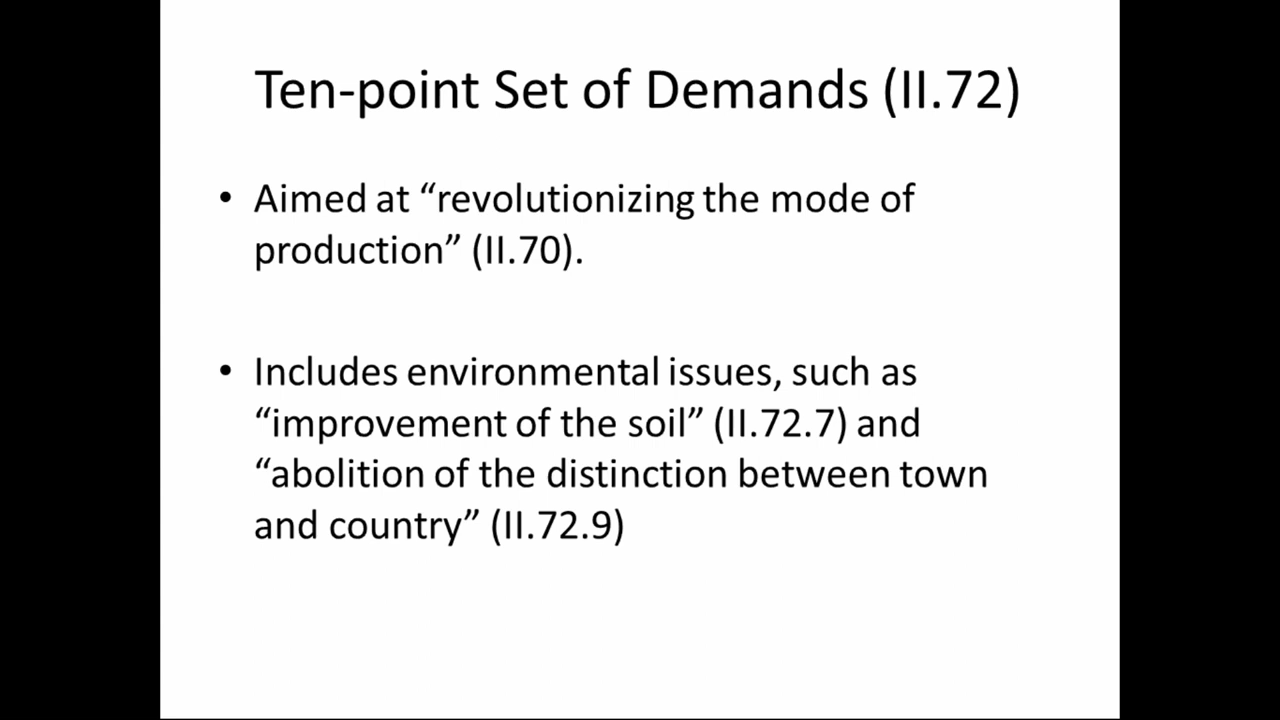 Ten-point Set of Demands (II.72)
• Aimed at “revolutionizing the mode of
production” (II.70).
• Includes environmental issues, such as
“improvement of the soil” (II.72.7) and
“abolition of the distinction between town
and country” (II.72.9)